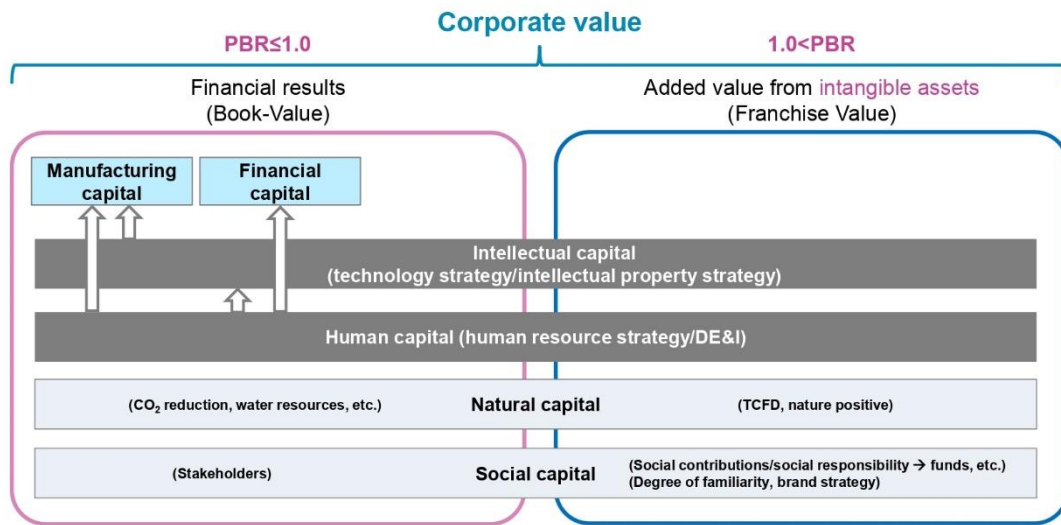 Corporate value
PBR≤1.0
1.0<PBR
Financial results
(Book-Value)
Added value from intangible assets
(Franchise Value)
Manufacturing
capital
Financial
capital
Intellectual capital
(technology strategy/intellectual property strategy)
Human capital (human resource strategy/DE&I)
(CO₂ reduction, water resources, etc.)
Natural capital
(TCFD, nature positive)
(Stakeholders)
Social capital
(Social contributions/social responsibility → funds, etc.)
(Degree of familiarity, brand strategy)